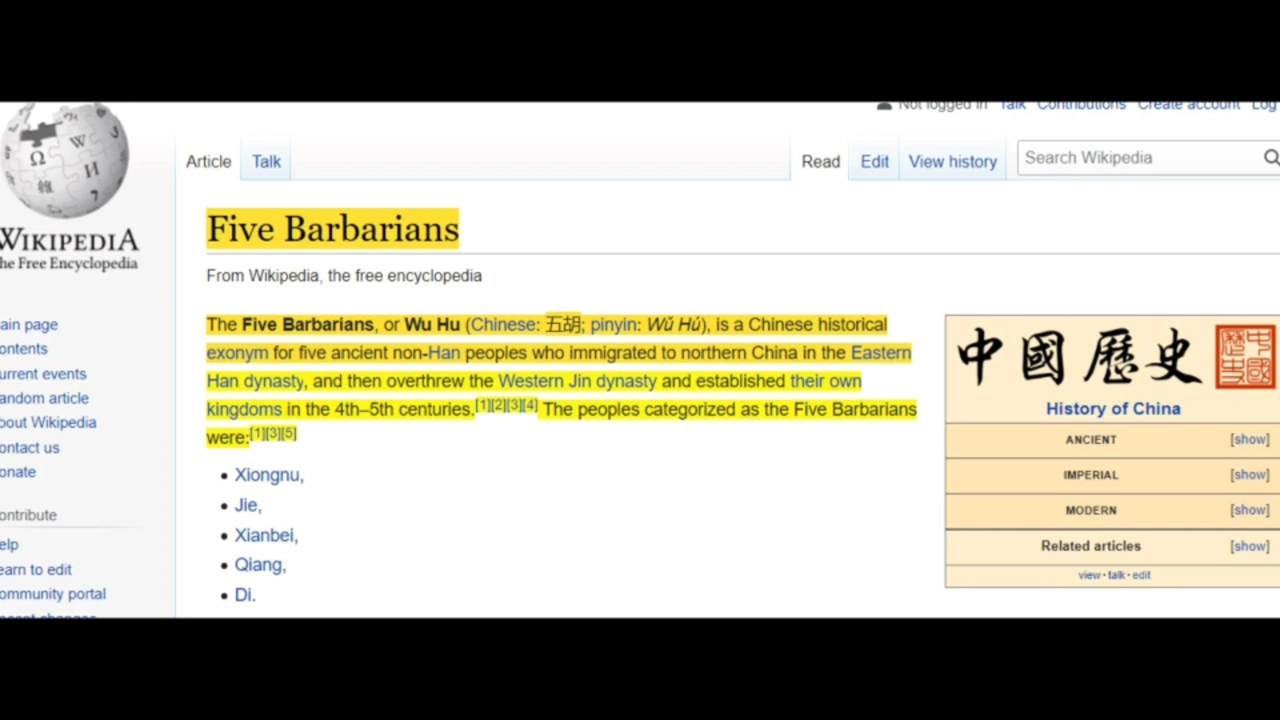 Not logged in Talk Contributions Create account Log
Article Talk Read Edit View history Search Wikipedia
WIKIPEDIA
he Free Encyclopedia
Five Barbarians
From Wikipedia, the free encyclopedia
ain page
ontents
urrent events
andom article
bout Wikipedia
ontact us
onate
ontribute
elp
earn to edit
ommunity portal
ecent changes
The Five Barbarians, or Wu Hu (Chinese: 五胡; pinyin: Wǔ Hú), is a Chinese historical
exonym for five ancient non-Han peoples who immigrated to northern China in the Eastern
Han dynasty, and then overthrew the Western Jin dynasty and established their own
kingdoms in the 4th–5th centuries.[1][2][3][4] The peoples categorized as the Five Barbarians
were:[1][3][5]
• Xiongnu,
• Jie,
• Xianbei,
• Qiang,
• Di.
中國歷史
中國歷史
History of China
ANCIENT [show]
IMPERIAL [show]
MODERN [show]
Related articles [show]
view · talk · edit